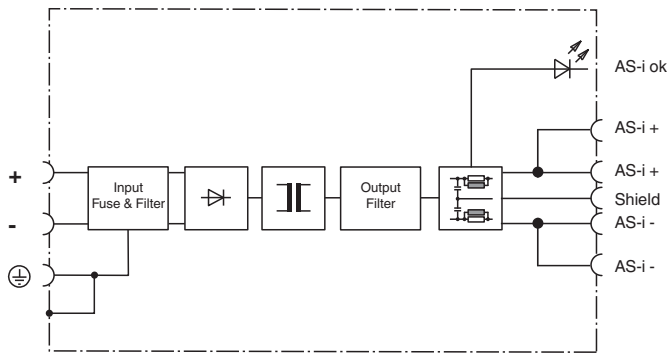 AS-i ok
AS-i +
+
Input
Fuse & Filter
Output
Filter
AS-i +
Shield
-
AS-i -
AS-i -